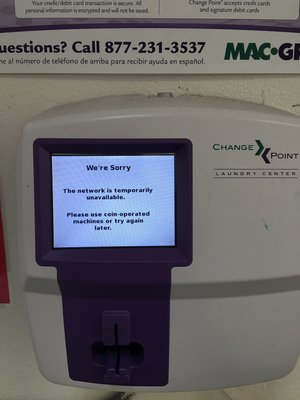 Your credit/debit card transaction is secure. All
personal information is encrypted and will not be saved.
Change Point accepts credit cards
and signature debit cards
uestions? Call 877-231-3537
MAC-GR
ne al número de teléfono de arriba para recibir ayuda en español.
CHANGE POINT
LAUNDRY CENTER
We're Sorry
The network is temporarily
unavailable.
Please use coin-operated
machines or try again
later.